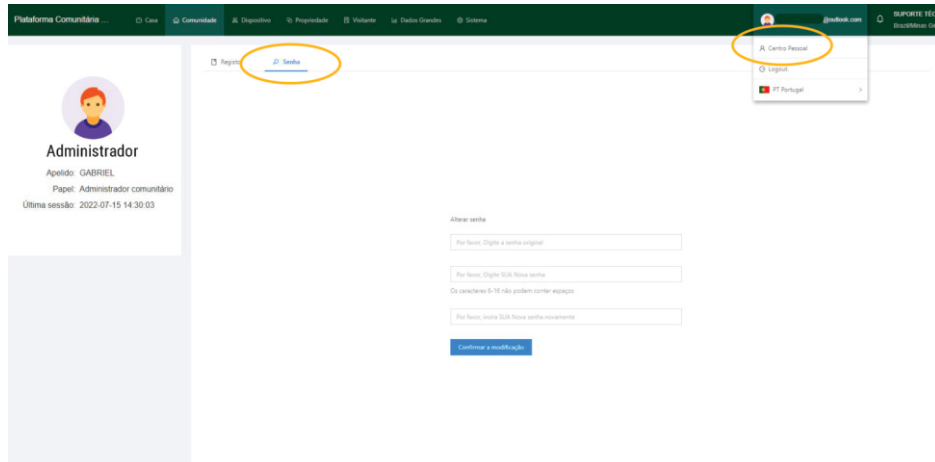 Plataforma Comunitária ... Casa Comunidade Dispositivo Propriedade Visitante Dados Grandes Sistema @outlook.com SUPORTE TÉC
Brazil/Minas Ge
Centro Pessoal
Logout
PT Portugal
Registo Senha
Administrador
Apelido: GABRIEL
Papel: Administrador comunitário
Última sessão: 2022-07-15 14:30:03
Alterar senha
Por favor, Digite a senha original
Por favor, Digite SUA Nova senha
Os caracteres 6-16 não podem conter espaços
Por favor, insira SUA Nova senha novamente
Confirmar a modificação